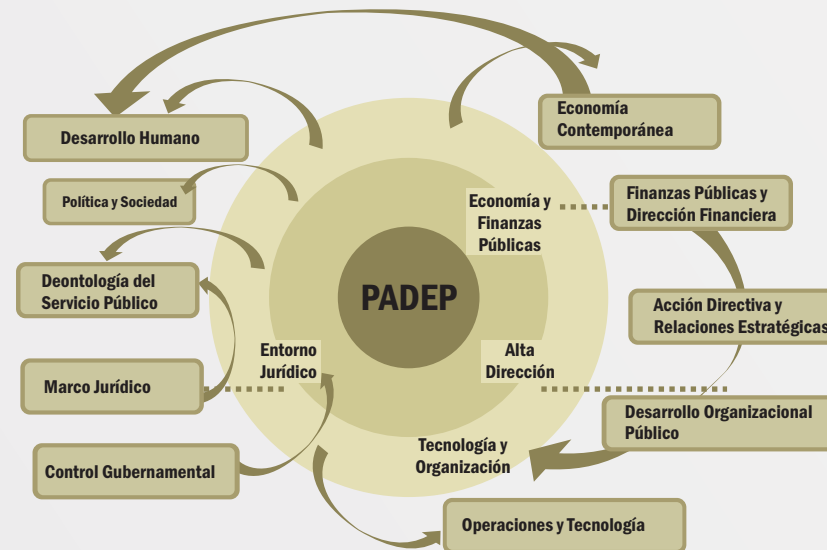 Economía
Contemporánea
Desarrollo Humano
Política y Sociedad
Economía y
Finanzas
Públicas
Finanzas Públicas y
Dirección Financiera
Deontología del
Servicio Público
PADEP
Acción Directiva y
Relaciones Estratégicas
Entorno
Jurídico
Alta
Dirección
Marco Jurídico
Desarrollo Organizacional
Público
Tecnología y
Organización
Control Gubernamental
Operaciones y Tecnología